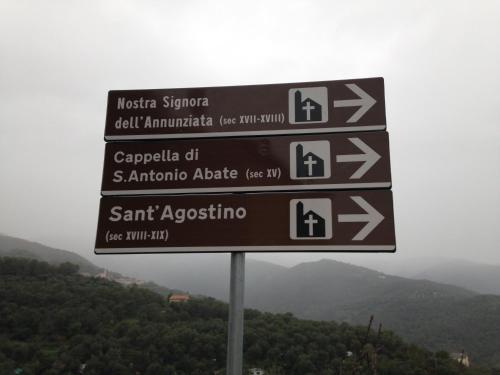 Nostra Signora
dell'Annunziata (sec XVII-XVIII)
Cappella di
S.Antonio Abate (sec XV)
Sant'Agostino
(sec XVIII-XIX)